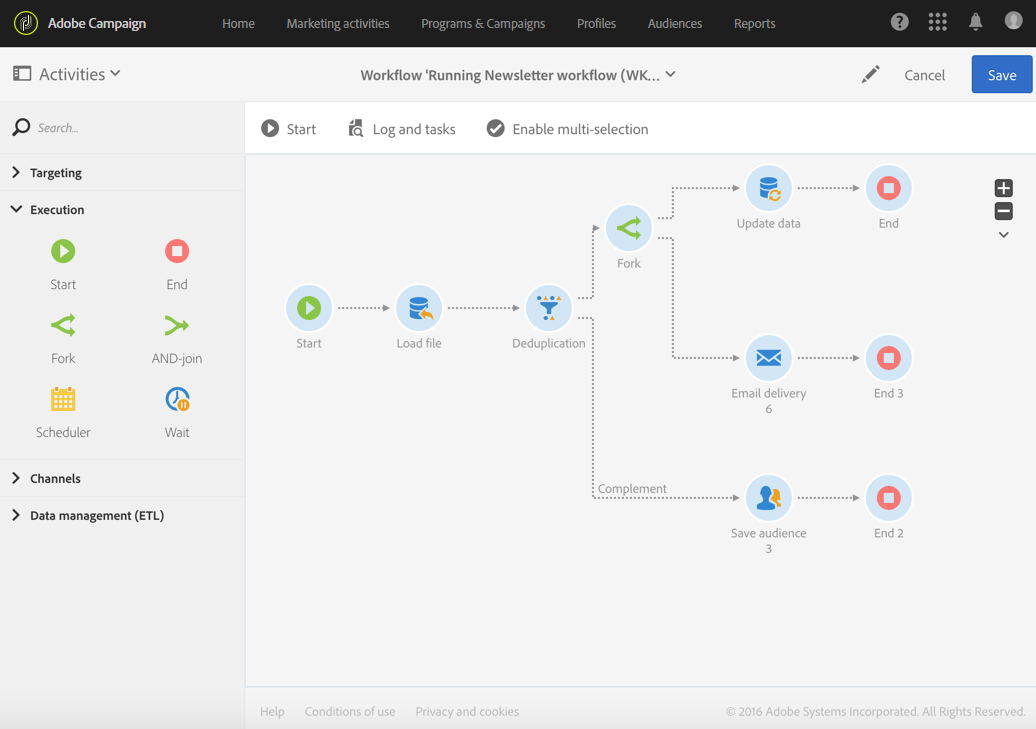 Adobe Campaign
Home
Marketing activities
Programs & Campaigns
Profiles
Audiences
Reports
Activities
Workflow 'Running Newsletter workflow (WK...
Cancel
Save
Search...
Start
Log and tasks
Enable multi-selection
Targeting
Execution
Start
End
Fork
AND-join
Scheduler
Wait
Channels
Data management (ETL)
Update data
End
Fork
Start
Load file
Deduplication
Email delivery
6
End 3
Complement
Save audience
3
End 2
Help
Conditions of use
Privacy and cookies
© 2016 Adobe Systems Incorporated. All Rights Reserved.